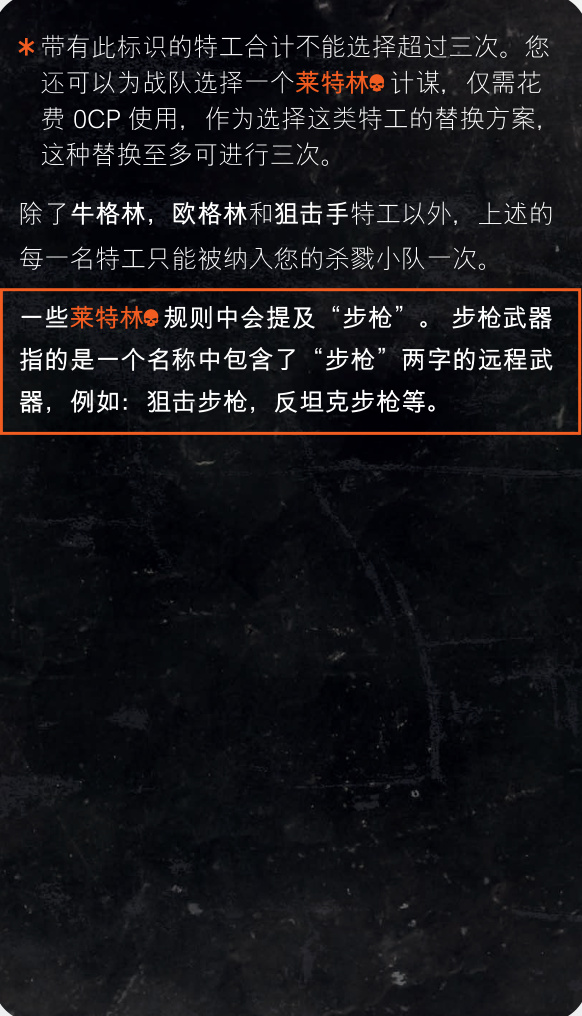 * 带有此标识的特工合计不能选择超过三次。您
还可以为战队选择一个莱特林💀计谋，仅需花
费 0CP 使用，作为选择这类特工的替换方案，
这种替换至多可进行三次。
除了牛格林，欧格林和狙击手特工以外，上述的
每一名特工只能被纳入您的杀戮小队一次。
一些莱特林💀规则中会提及“步枪”。 步枪武器
指的是一个名称中包含了“步枪”两字的远程武
器，例如：狙击步枪，反坦克步枪等。